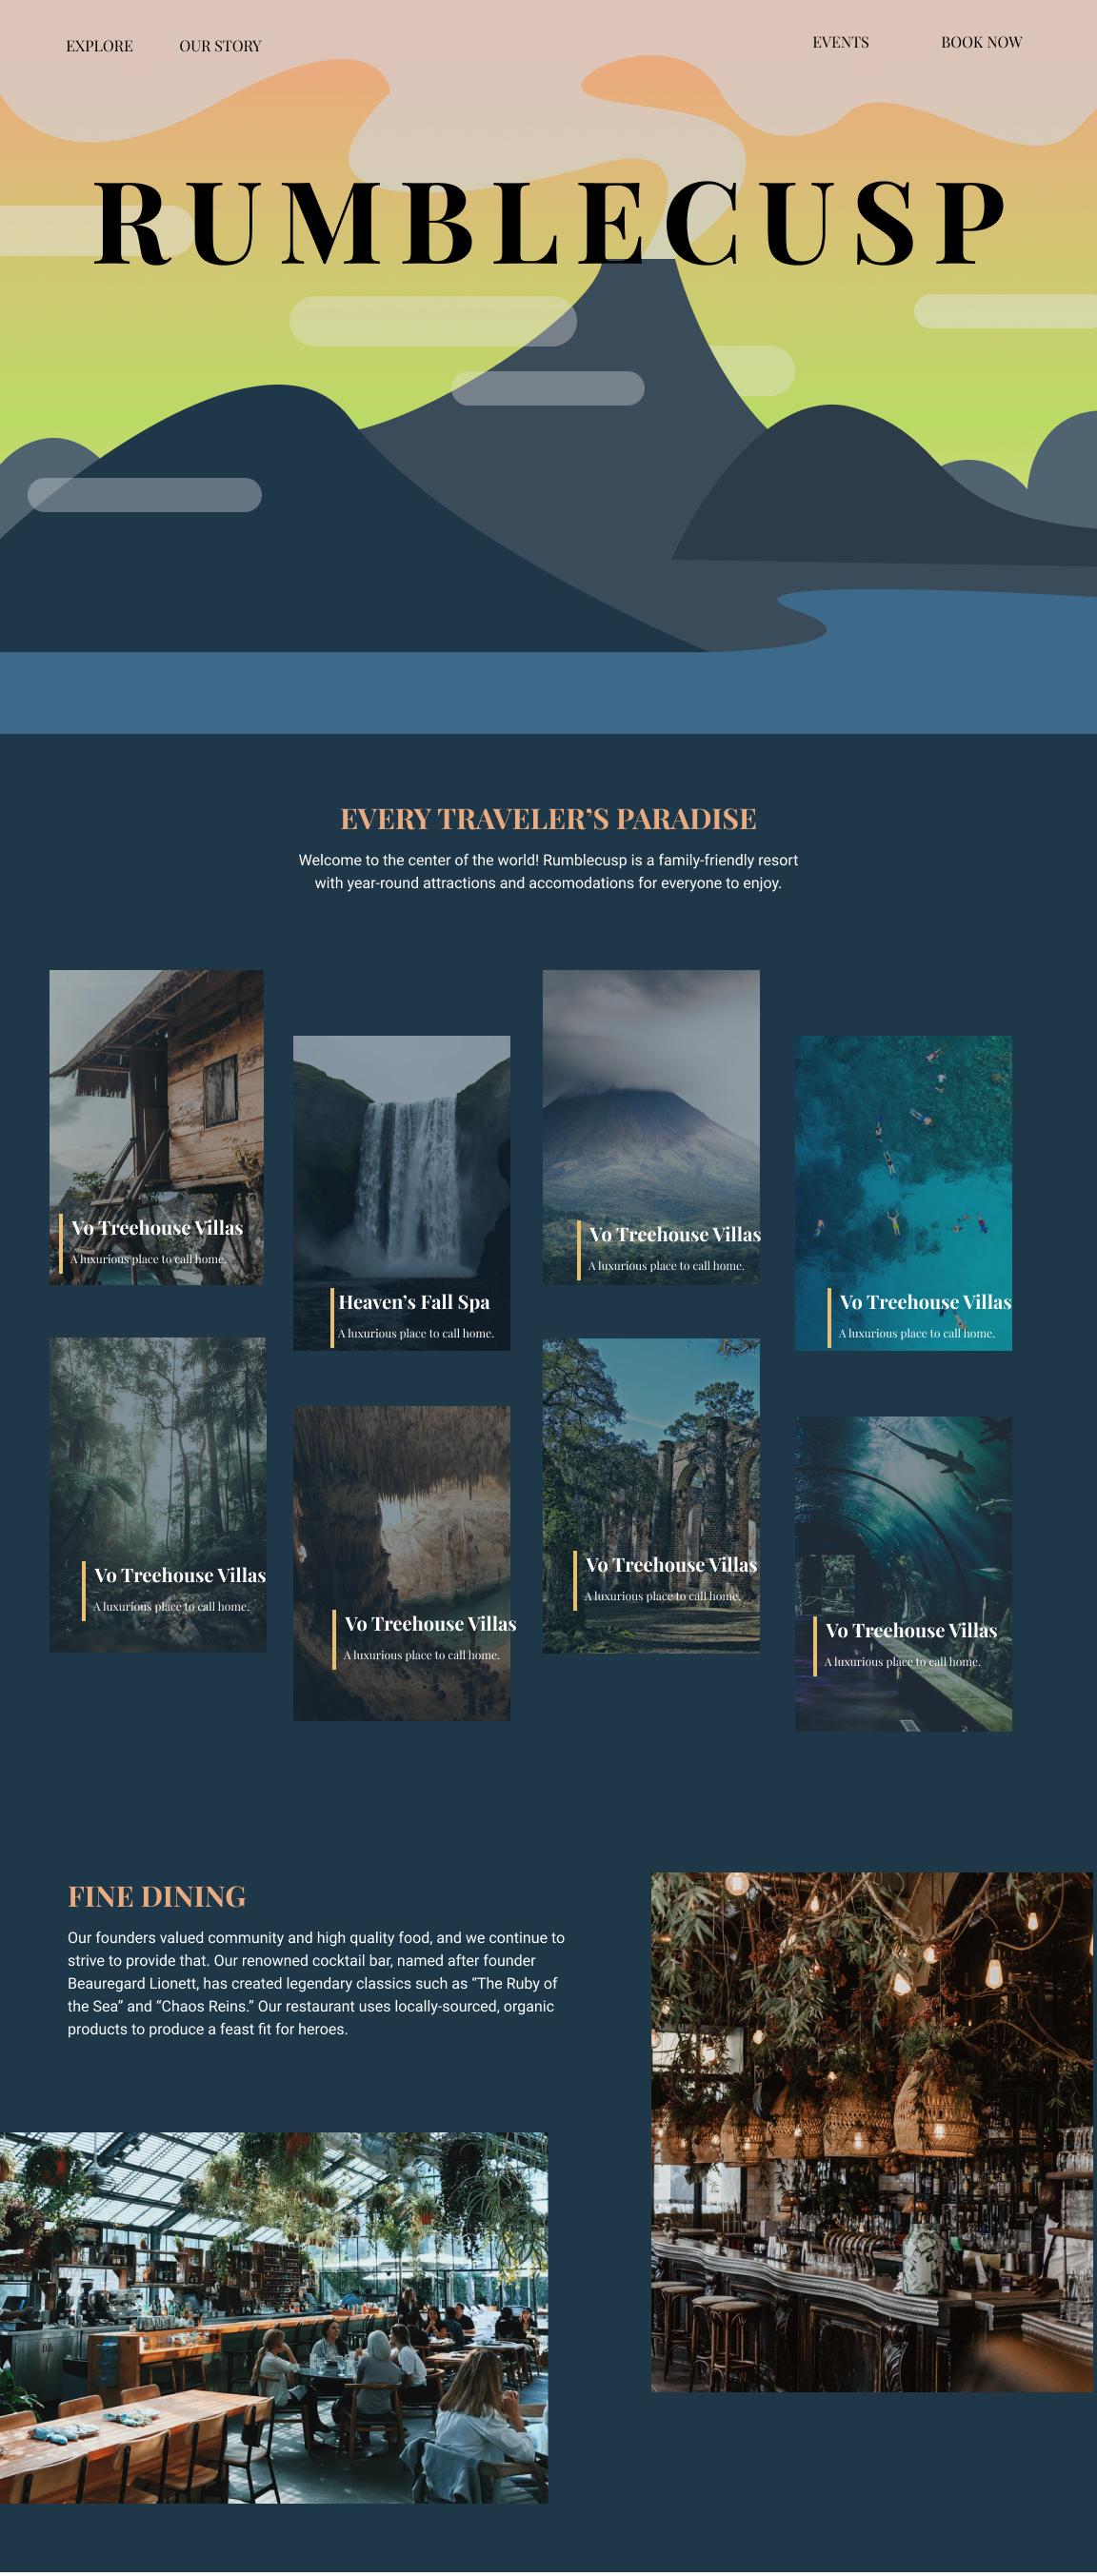 EXPLORE
OUR STORY
EVENTS
BOOK NOW
RUMBLECUSP
EVERY TRAVELER’S PARADISE
Welcome to the center of the world! Rumblecusp is a family-friendly resort
with year-round attractions and accomodations for everyone to enjoy.
Vo Treehouse Villas
A luxurious place to call home.
Heaven’s Fall Spa
A luxurious place to call home.
Vo Treehouse Villas
A luxurious place to call home.
Vo Treehouse Villas
A luxurious place to call home.
Vo Treehouse Villas
A luxurious place to call home.
Vo Treehouse Villas
A luxurious place to call home.
Vo Treehouse Villas
A luxurious place to call home.
Vo Treehouse Villas
A luxurious place to call home.
FINE DINING
Our founders valued community and high quality food, and we continue to
strive to provide that. Our renowned cocktail bar, named after founder
Beauregard Lionett, has created legendary classics such as “The Ruby of
the Sea” and “Chaos Reins.” Our restaurant uses locally-sourced, organic
products to produce a feast fit for heroes.